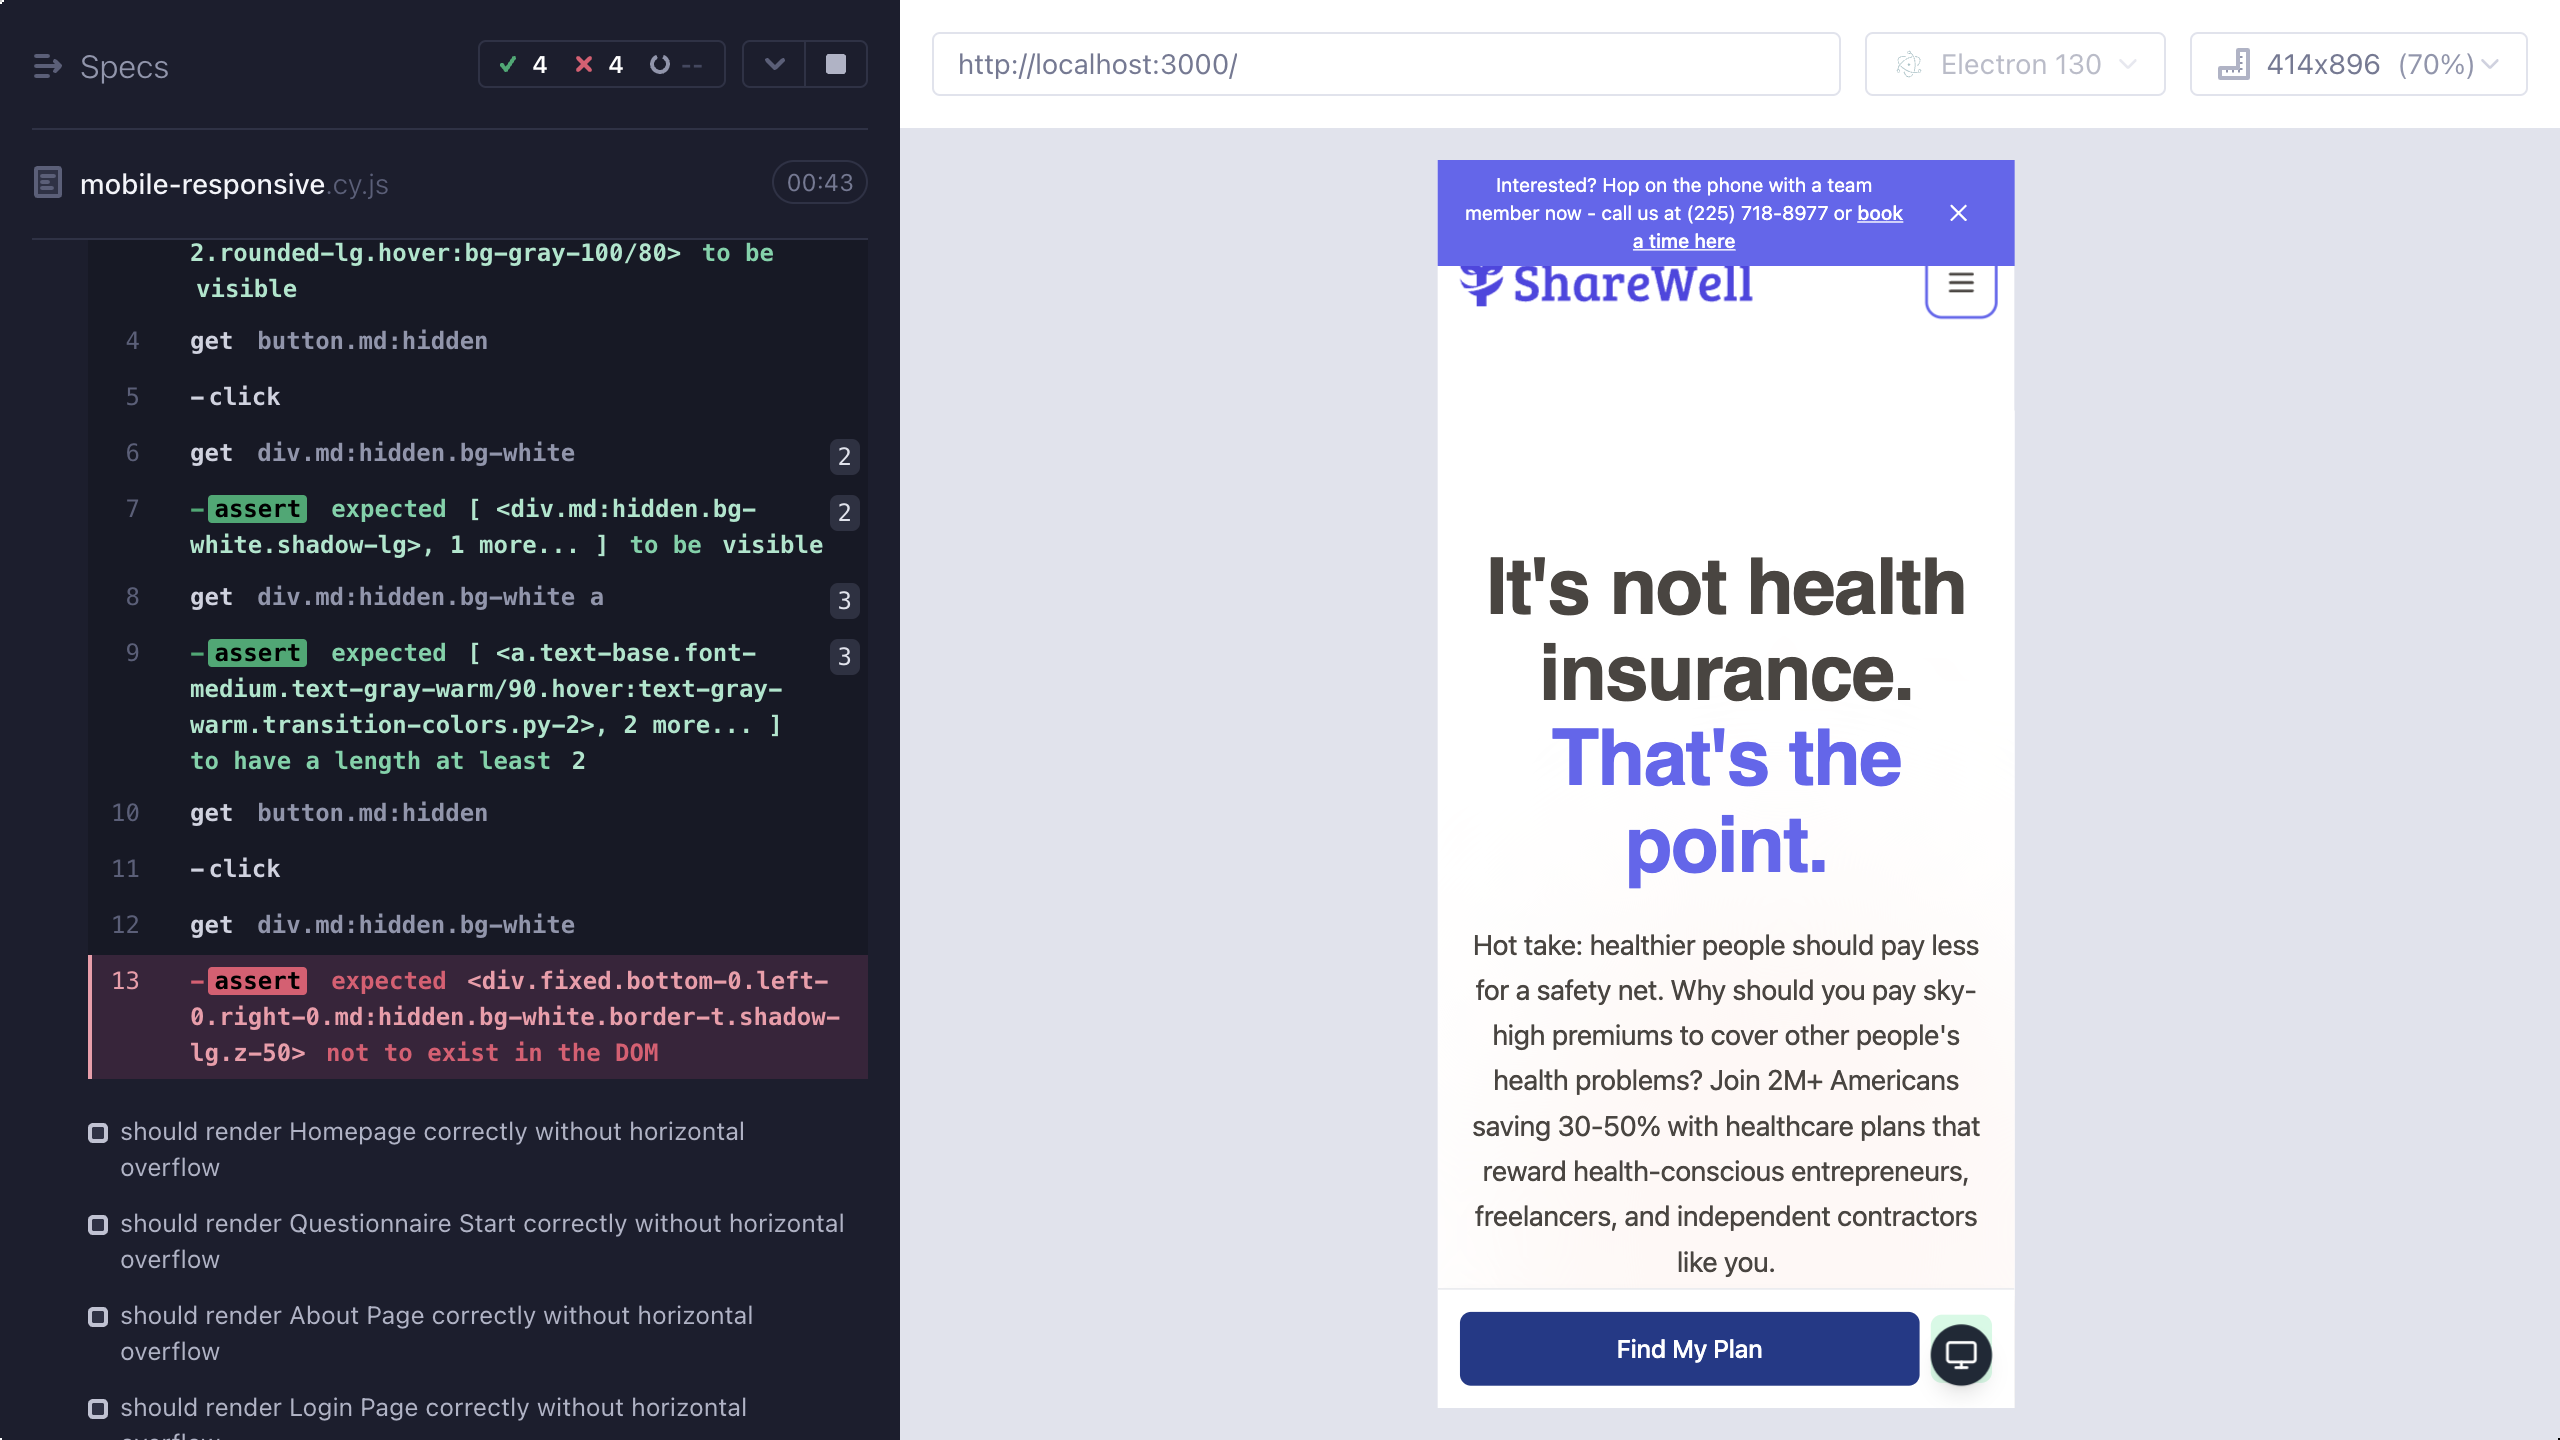 Specs
4 4 --
mobile-responsive.cy.js 00:43
2.rounded-lg.hover:bg-gray-100/80> to be
visible
4 get button.md:hidden
5 -click
6 get div.md:hidden.bg-white 2
7 -assert expected [ <div.md:hidden.bg- 2
white.shadow-lg>, 1 more... ] to be visible
8 get div.md:hidden.bg-white a 3
9 -assert expected [ <a.text-base.font- 3
medium.text-gray-warm/90.hover:text-gray-
warm.transition-colors.py-2>, 2 more... ]
to have a length at least 2
10 get button.md:hidden
11 -click
12 get div.md:hidden.bg-white
13 -assert expected <div.fixed.bottom-0.left-
0.right-0.md:hidden.bg-white.border-t.shadow-
lg.z-50> not to exist in the DOM
should render Homepage correctly without horizontal
overflow
should render Questionnaire Start correctly without horizontal
overflow
should render About Page correctly without horizontal
overflow
should render Login Page correctly without horizontal
http://localhost:3000/
Electron 130
414x896 (70%)
Interested? Hop on the phone with a team
member now - call us at (225) 718-8977 or book
a time here
ShareWell
It's not health
insurance.
That's the
point.
Hot take: healthier people should pay less
for a safety net. Why should you pay sky-
high premiums to cover other people's
health problems? Join 2M+ Americans
saving 30-50% with healthcare plans that
reward health-conscious entrepreneurs,
freelancers, and independent contractors
like you.
Find My Plan